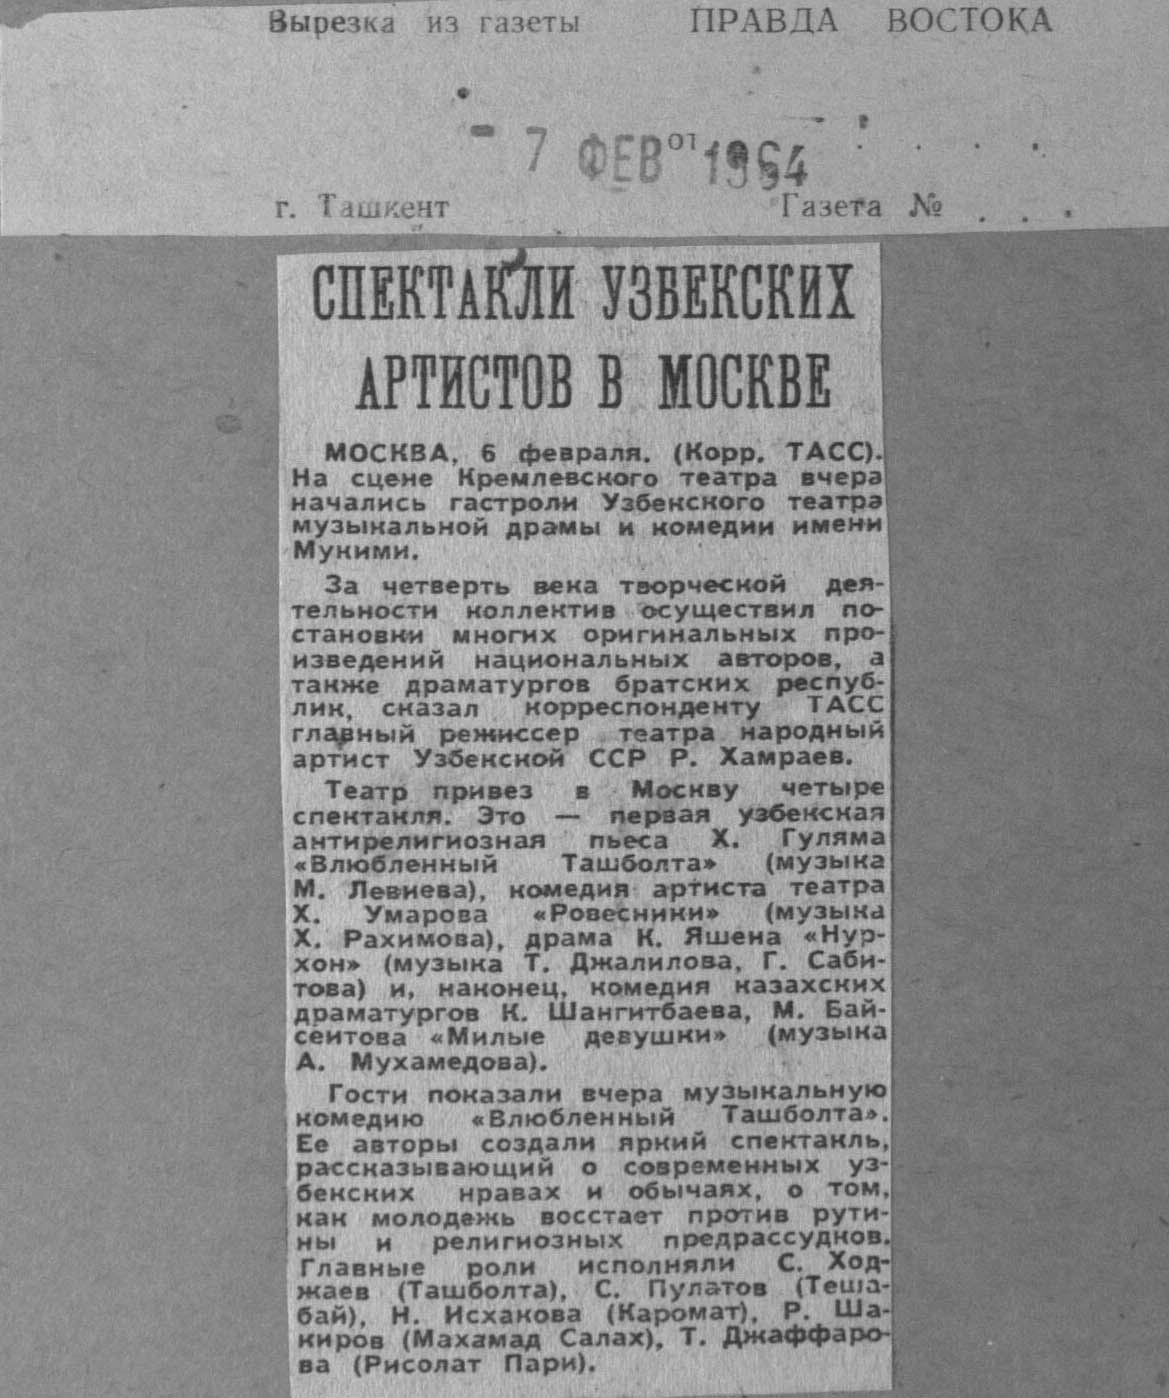 Вырезка из газеты ПРАВДА ВОСТОКА
- 7 ФЕВ от 1964
г. Ташкент Газета № . . .
СПЕКТАКЛИ УЗБЕКСКИХ
АРТИСТОВ В МОСКВЕ
МОСКВА, 6 февраля. (Корр. ТАСС).
На сцене Кремлевского театра вчера
начались гастроли Узбекского театра
музыкальной драмы и комедии имени
Мукими.
За четверть века творческой дея-
тельности коллектив осуществил по-
становки многих оригинальных про-
изведений национальных авторов, а
также драматургов братских респуб-
лик, сказал корреспонденту ТАСС
главный режиссер театра народный
артист Узбекской ССР Р. Хамраев.
Театр привез в Москву четыре
спектакля. Это — первая узбекская
антирелигиозная пьеса Х. Гуляма
«Влюбленный Ташболта» (музыка
М. Левиева), комедия артиста театра
Х. Умарова «Ровесники» (музыка
Х. Рахимова), драма К. Яшена «Нур-
хон» (музыка Т. Джалилова, Г. Саби-
това) и, наконец, комедия казахских
драматургов К. Шангитбаева, М. Бай-
сеитова «Милые девушки» (музыка
А. Мухамедова).
Гости показали вчера музыкальную
комедию «Влюбленный Ташболта».
Ее авторы создали яркий спектакль,
рассказывающий о современных уз-
бекских нравах и обычаях, о том,
как молодежь восстает против рути-
ны и религиозных предрассудков.
Главные роли исполняли С. Ход-
жаев (Ташболта), С. Пулатов (Теша-
бай), Н. Исхакова (Каромат), Р. Ша-
киров (Махамад Салах), Т. Джаффаро-
ва (Рисолат Пари).